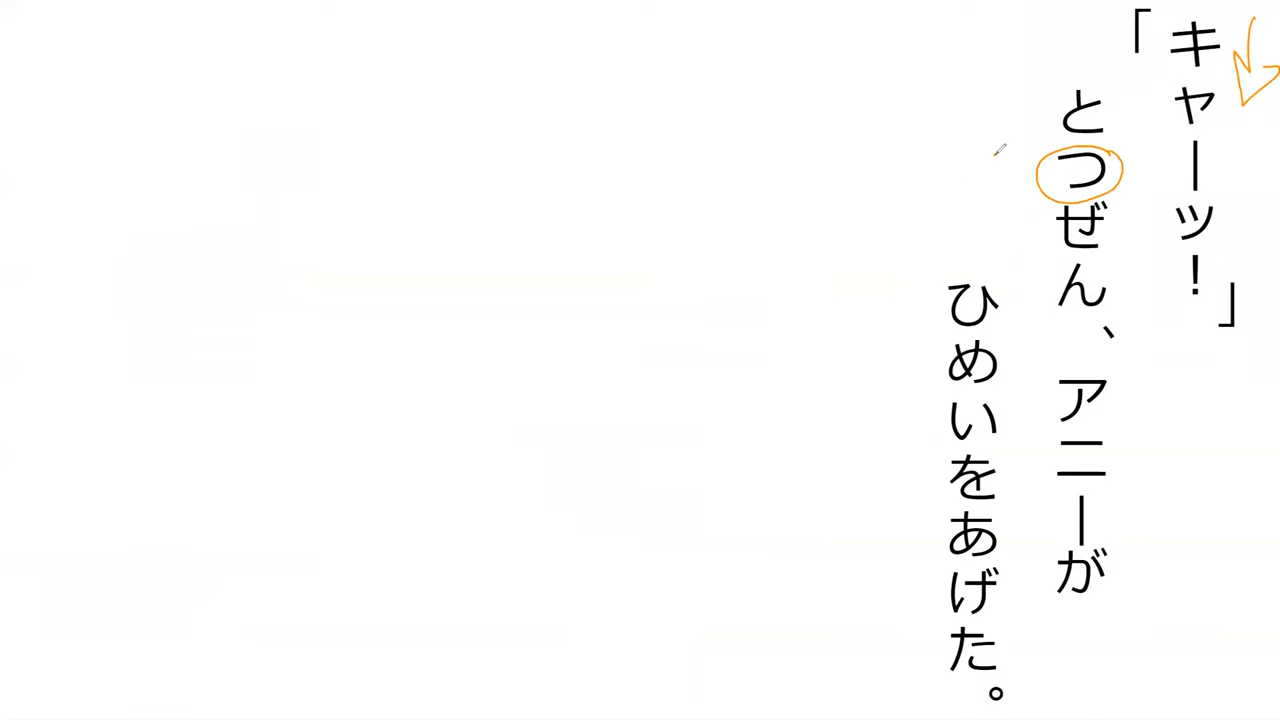 「キャーッ！」
とつぜん、アニーが
ひめいをあげた。